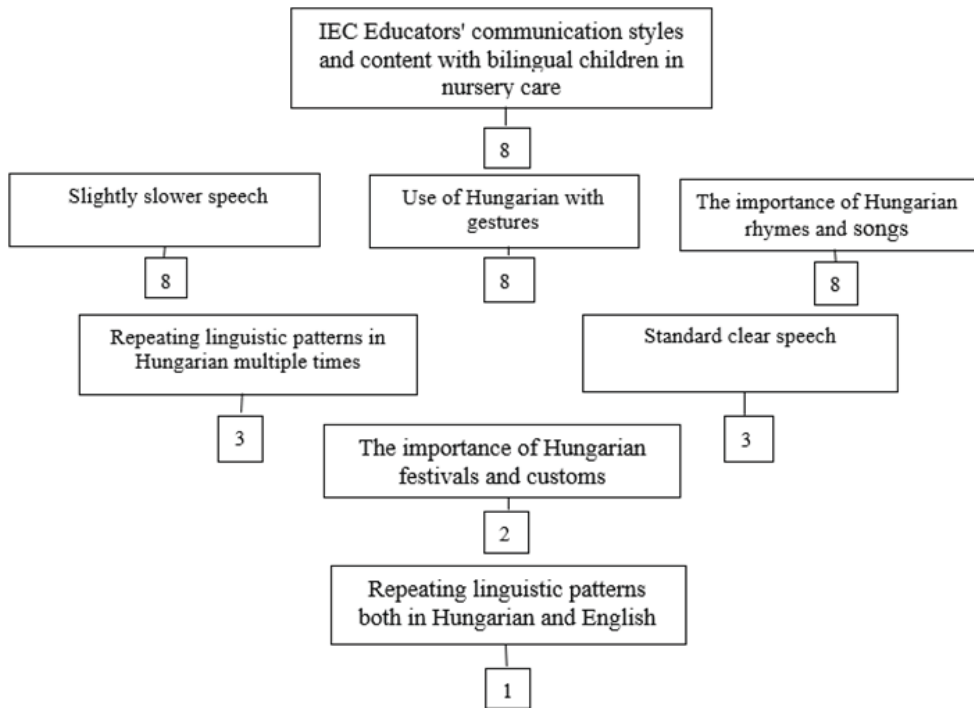 IEC Educators' communication styles
and content with bilingual children in
nursery care
8
Slightly slower speech
Use of Hungarian with
gestures
The importance of Hungarian
rhymes and songs
8
8
8
Repeating linguistic patterns in
Hungarian multiple times
Standard clear speech
3
3
The importance of Hungarian
festivals and customs
2
Repeating linguistic patterns
both in Hungarian and English
1